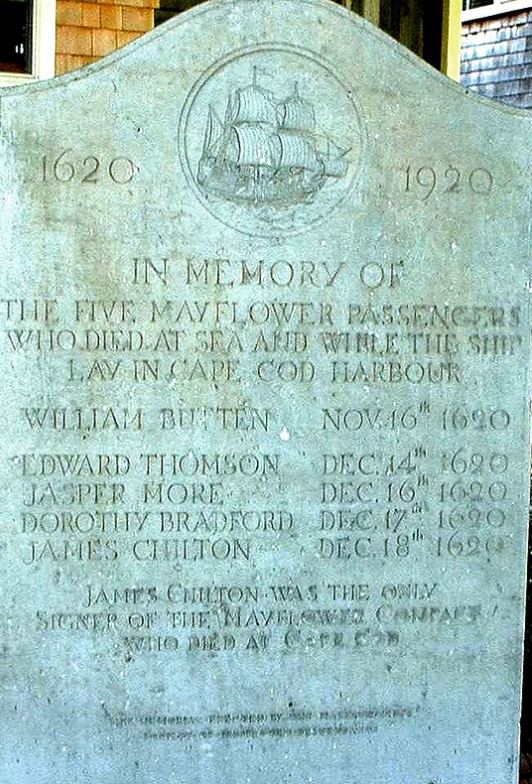 1620 1920
IN MEMORY OF
THE FIVE MAYFLOWER PASSENGERS
WHO DIED AT SEA AND WHILE THE SHIP
LAY IN CAPE COD HARBOUR
WILLIAM BUTTEN NOV. 16th 1620
EDWARD THOMSON DEC. 14th 1620
JASPER MORE DEC. 16th 1620
DOROTHY BRADFORD DEC. 17th 1620
JAMES CHILTON DEC. 18th 1620
JAMES CHILTON WAS THE ONLY
SIGNER OF THE MAYFLOWER COMPACT
WHO DIED AT CAPE COD
MEMORIAL BY